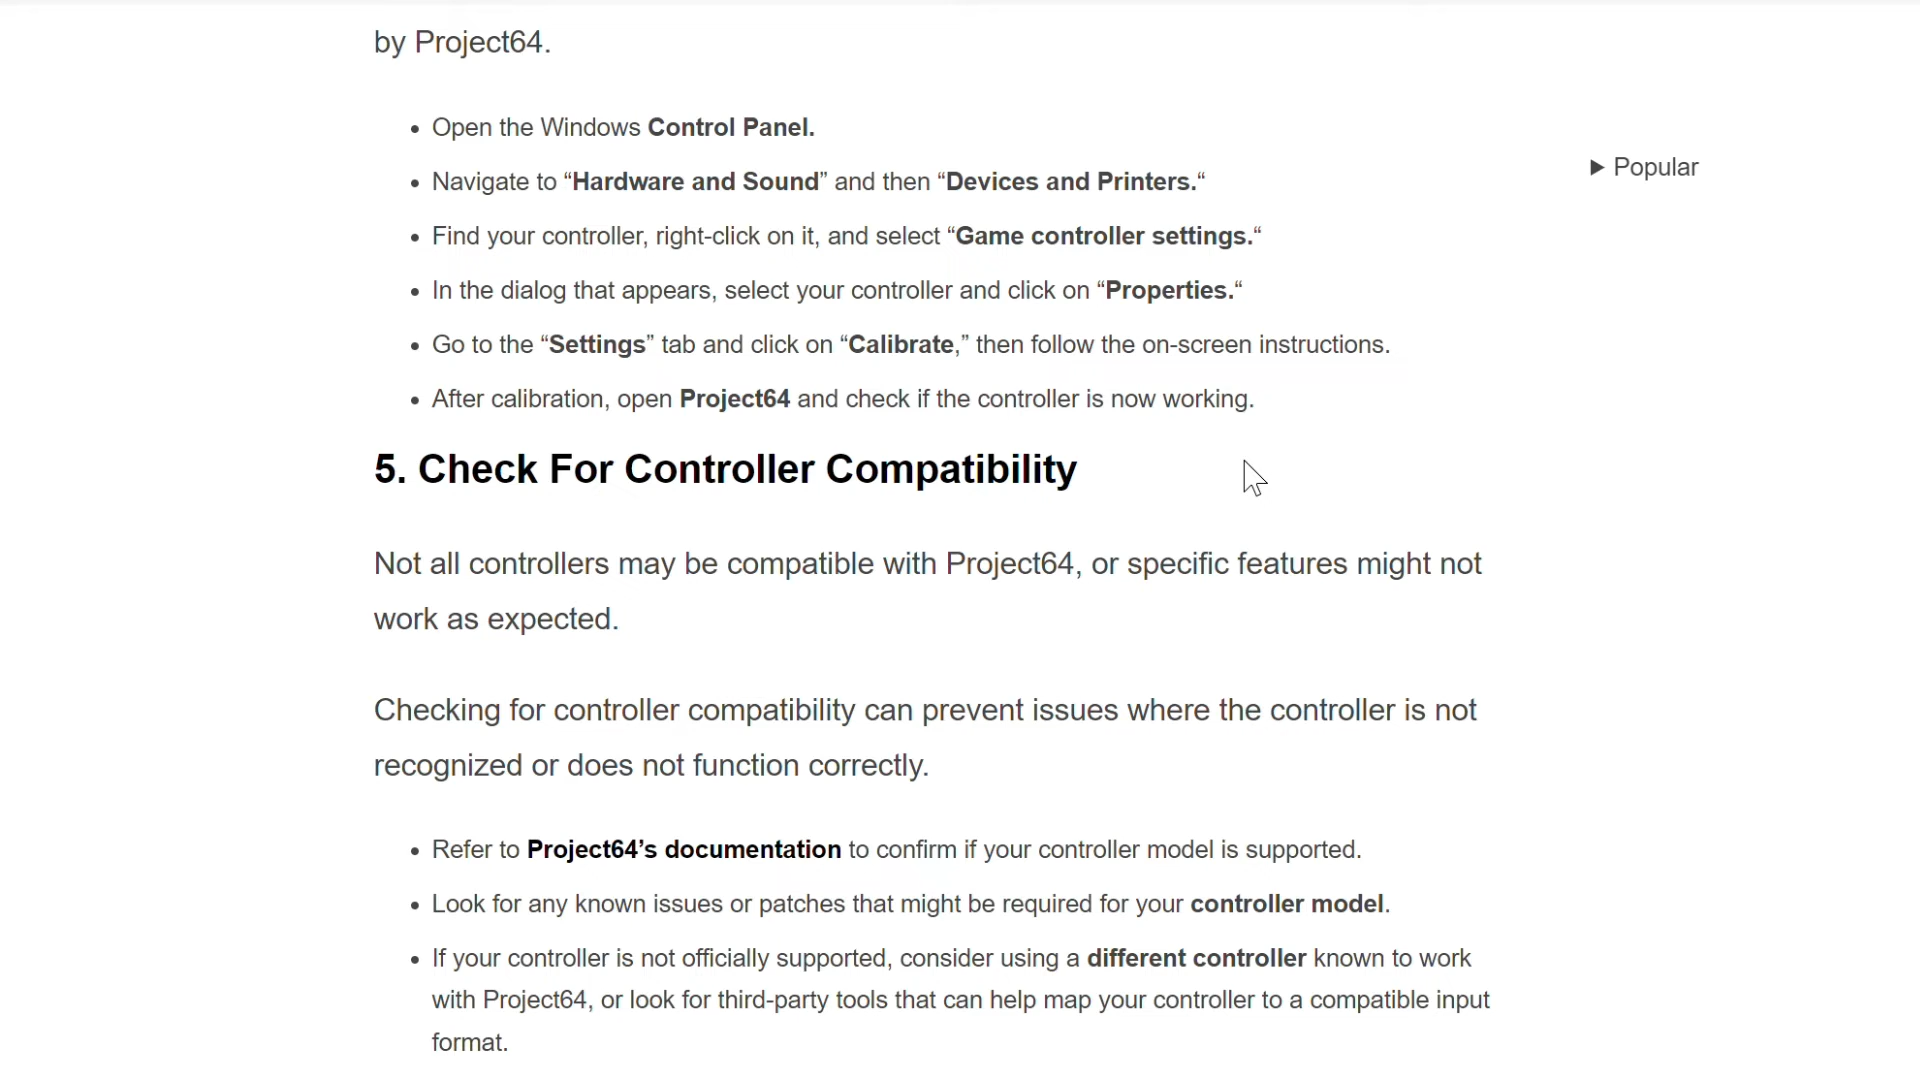 by Project64.
• Open the Windows Control Panel.
• Navigate to “Hardware and Sound” and then “Devices and Printers.“
▶ Popular
• Find your controller, right-click on it, and select “Game controller settings.“
• In the dialog that appears, select your controller and click on “Properties.“
• Go to the “Settings” tab and click on “Calibrate,” then follow the on-screen instructions.
• After calibration, open Project64 and check if the controller is now working.
5. Check For Controller Compatibility
Not all controllers may be compatible with Project64, or specific features might not
work as expected.
Checking for controller compatibility can prevent issues where the controller is not
recognized or does not function correctly.
• Refer to Project64’s documentation to confirm if your controller model is supported.
• Look for any known issues or patches that might be required for your controller model.
• If your controller is not officially supported, consider using a different controller known to work
with Project64, or look for third-party tools that can help map your controller to a compatible input
format.